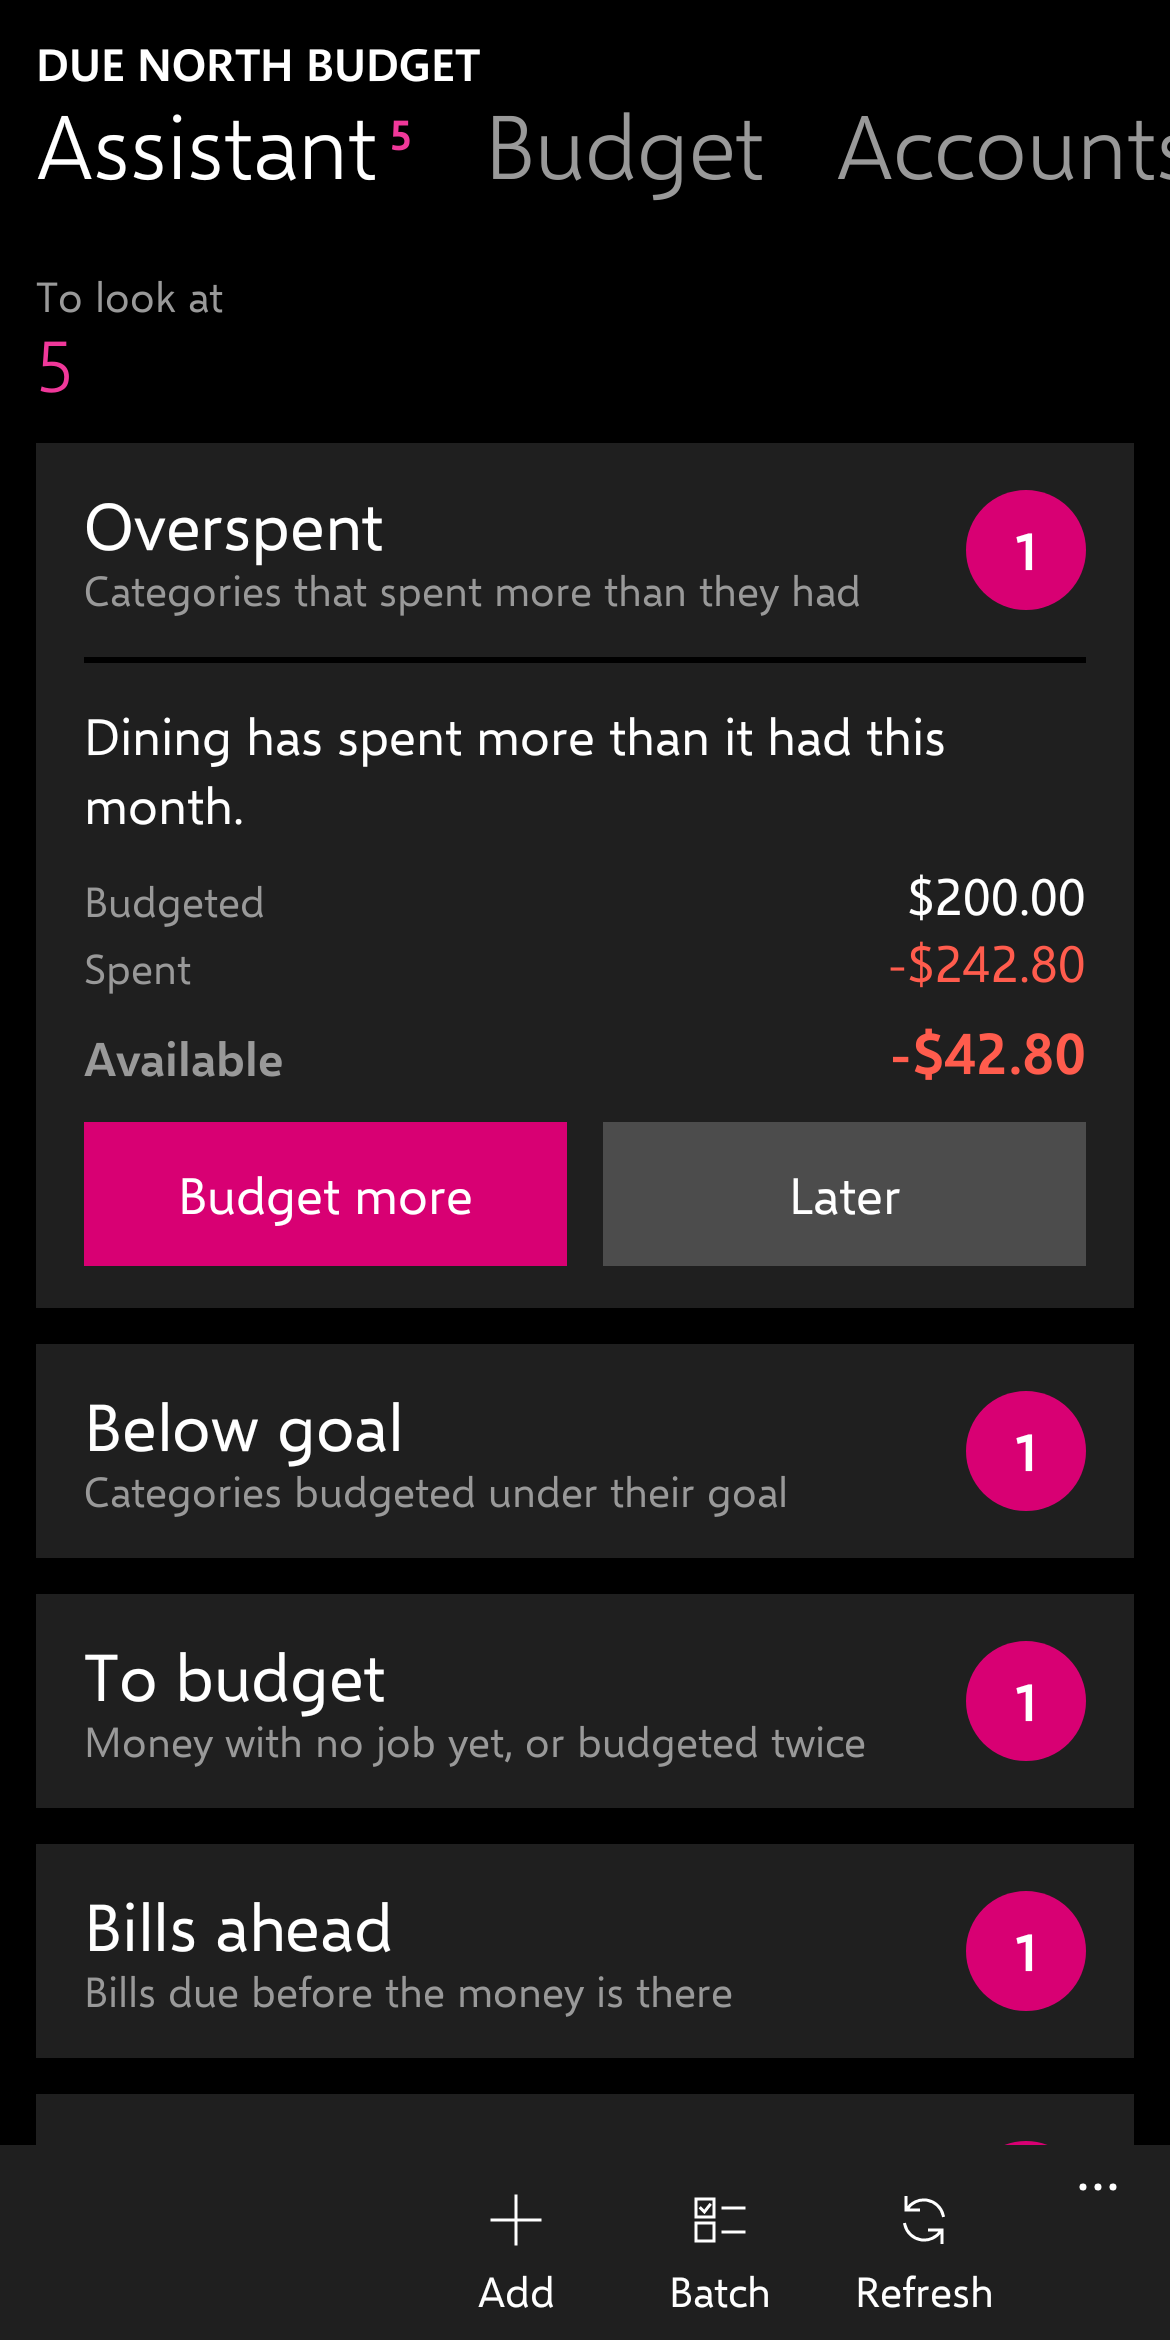 DUE NORTH BUDGET
Assistant 5 Budget Accounts
To look at
5
Overspent
1
Categories that spent more than they had
Dining has spent more than it had this
month.
Budgeted $200.00
Spent -$242.80
Available -$42.80
Budget more Later
Below goal
1
Categories budgeted under their goal
To budget
1
Money with no job yet, or budgeted twice
Bills ahead
1
Bills due before the money is there
Add Batch Refresh